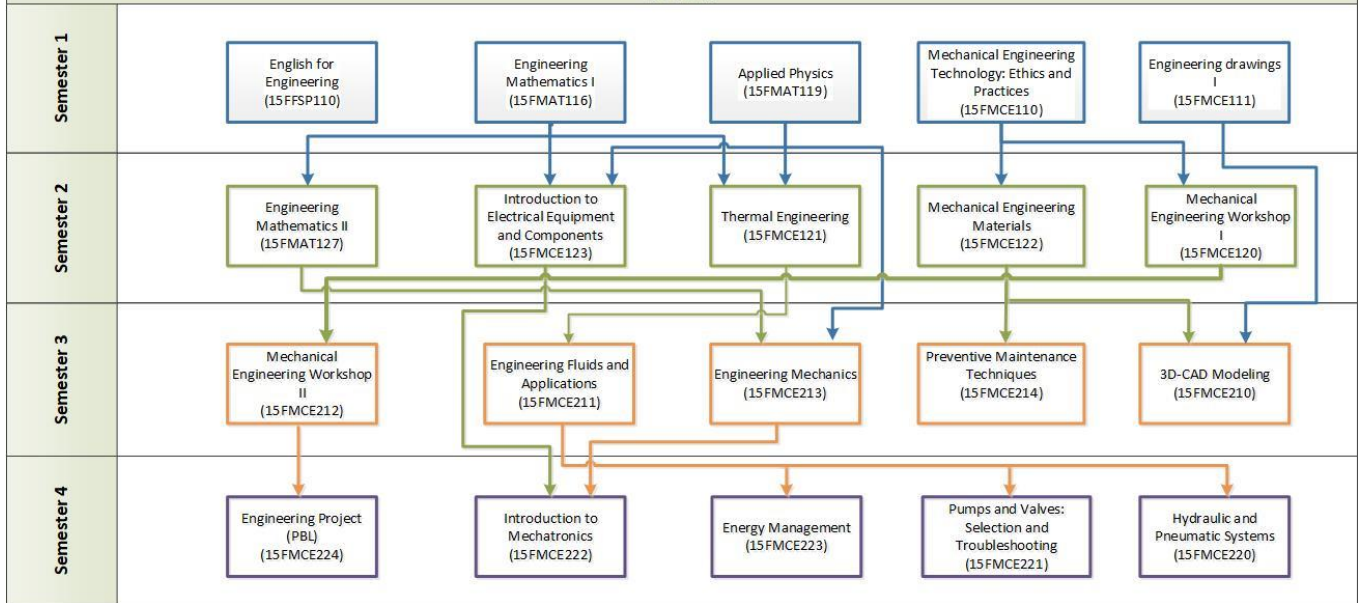 Semester 1
English for
Engineering
(15FFSP110)
Engineering
Mathematics I
(15FMAT116)
Applied Physics
(15FMAT119)
Mechanical Engineering
Technology: Ethics and
Practices
(15FMCE110)
Engineering drawings
I
(15FMCE111)
Semester 2
Engineering
Mathematics II
(15FMAT127)
Introduction to
Electrical Equipment
and Components
(15FMCE123)
Thermal Engineering
(15FMCE121)
Mechanical Engineering
Materials
(15FMCE122)
Mechanical
Engineering Workshop
I
(15FMCE120)
Semester 3
Mechanical
Engineering Workshop
II
(15FMCE212)
Engineering Fluids and
Applications
(15FMCE211)
Engineering Mechanics
(15FMCE213)
Preventive Maintenance
Techniques
(15FMCE214)
3D-CAD Modeling
(15FMCE210)
Semester 4
Engineering Project
(PBL)
(15FMCE224)
Introduction to
Mechatronics
(15FMCE222)
Energy Management
(15FMCE223)
Pumps and Valves:
Selection and
Troubleshooting
(15FMCE221)
Hydraulic and
Pneumatic Systems
(15FMCE220)